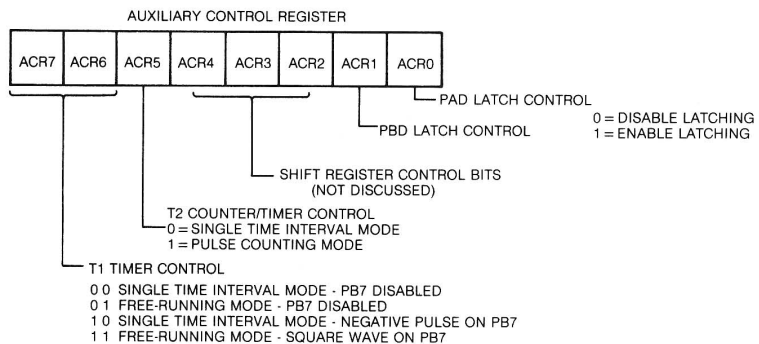 AUXILIARY CONTROL REGISTER
ACR7 ACR6 ACR5 ACR4 ACR3 ACR2 ACR1 ACR0
PAD LATCH CONTROL
0 = DISABLE LATCHING
PBD LATCH CONTROL
1 = ENABLE LATCHING
SHIFT REGISTER CONTROL BITS
(NOT DISCUSSED)
T2 COUNTER/TIMER CONTROL
0 = SINGLE TIME INTERVAL MODE
1 = PULSE COUNTING MODE
T1 TIMER CONTROL
0 0 SINGLE TIME INTERVAL MODE - PB7 DISABLED
0 1 FREE-RUNNING MODE - PB7 DISABLED
1 0 SINGLE TIME INTERVAL MODE - NEGATIVE PULSE ON PB7
1 1 FREE-RUNNING MODE - SQUARE WAVE ON PB7